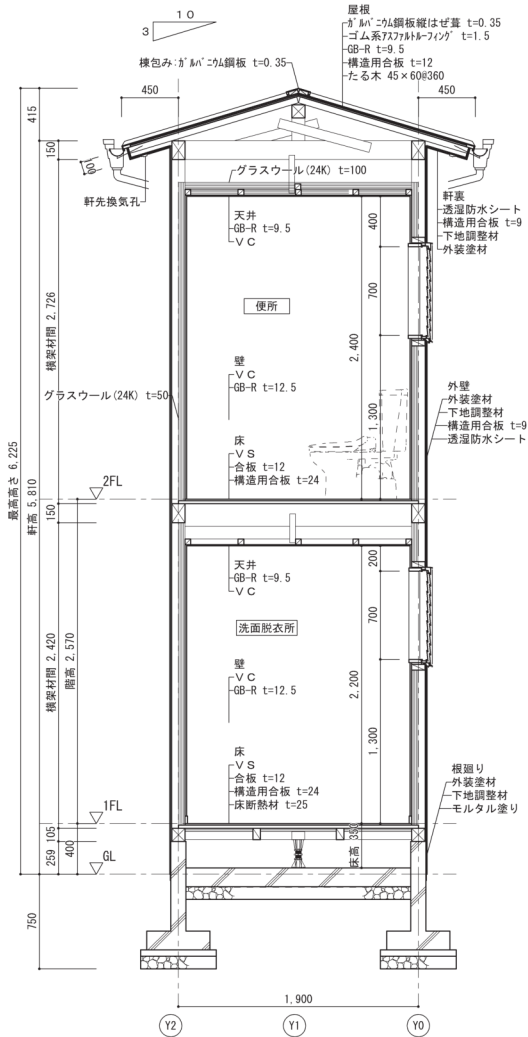 10
3
屋根
ガルバニウム鋼板縦はぜ葺 t=0.35
ゴム系アスファルトルーフィング t=1.5
GB-R t=9.5
構造用合板 t=12
たる木 45×60@360
棟包み:ガルバニウム鋼板 t=0.35
450
450
415
150
100
軒先換気孔
グラスウール(24K) t=100
軒裏
透湿防水シート
構造用合板 t=9
下地調整材
外装塗材
天井
GB-R t=9.5
VC
400
700
便所
横架材間 2,726
2,400
壁
VC
GB-R t=12.5
グラスウール(24K) t=50
1,300
外壁
外装塗材
下地調整材
構造用合板 t=9
透湿防水シート
床
VS
合板 t=12
構造用合板 t=24
最高高さ 6,225
軒高 5,810
2FL
150
天井
GB-R t=9.5
VC
200
700
洗面脱衣所
横架材間 2,420
階高 2,570
壁
VC
GB-R t=12.5
2,200
1,300
床
VS
合板 t=12
構造用合板 t=24
床断熱材 t=25
根廻り
外装塗材
下地調整材
モルタル塗り
1FL
105
259
400
床高 350
GL
750
1,900
Y2
Y1
Y0